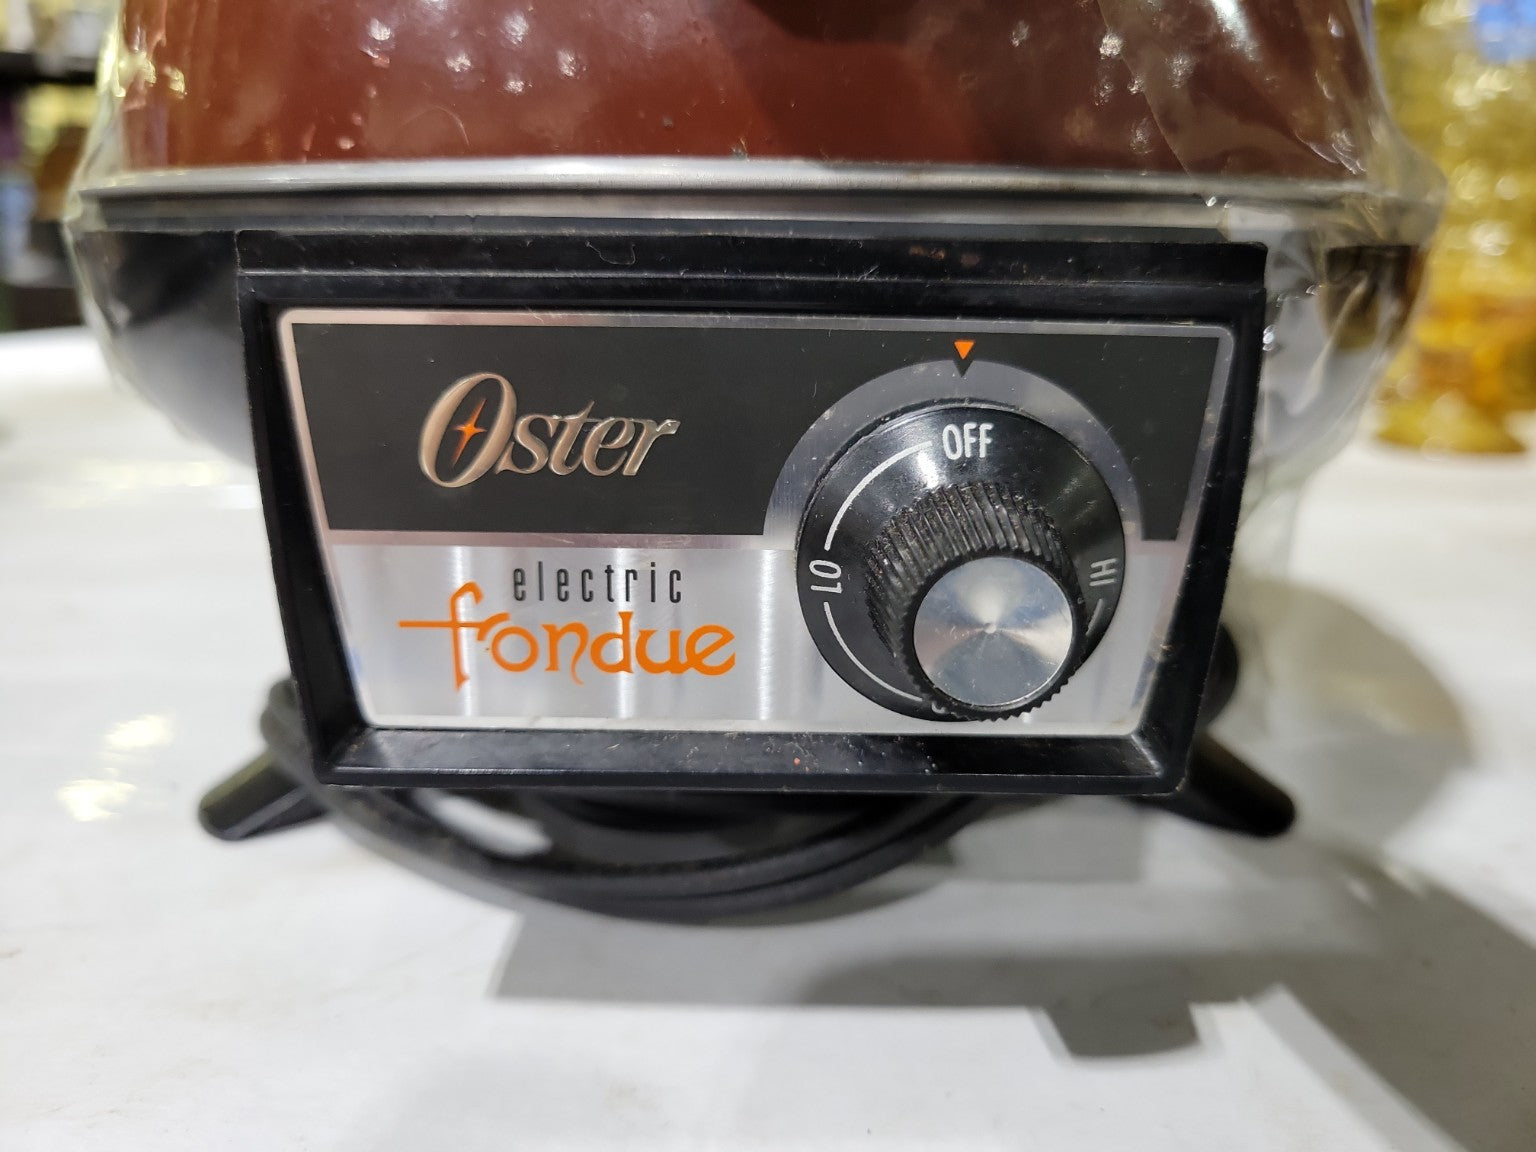 Oster
electric
fondue
OFF
LO
HI